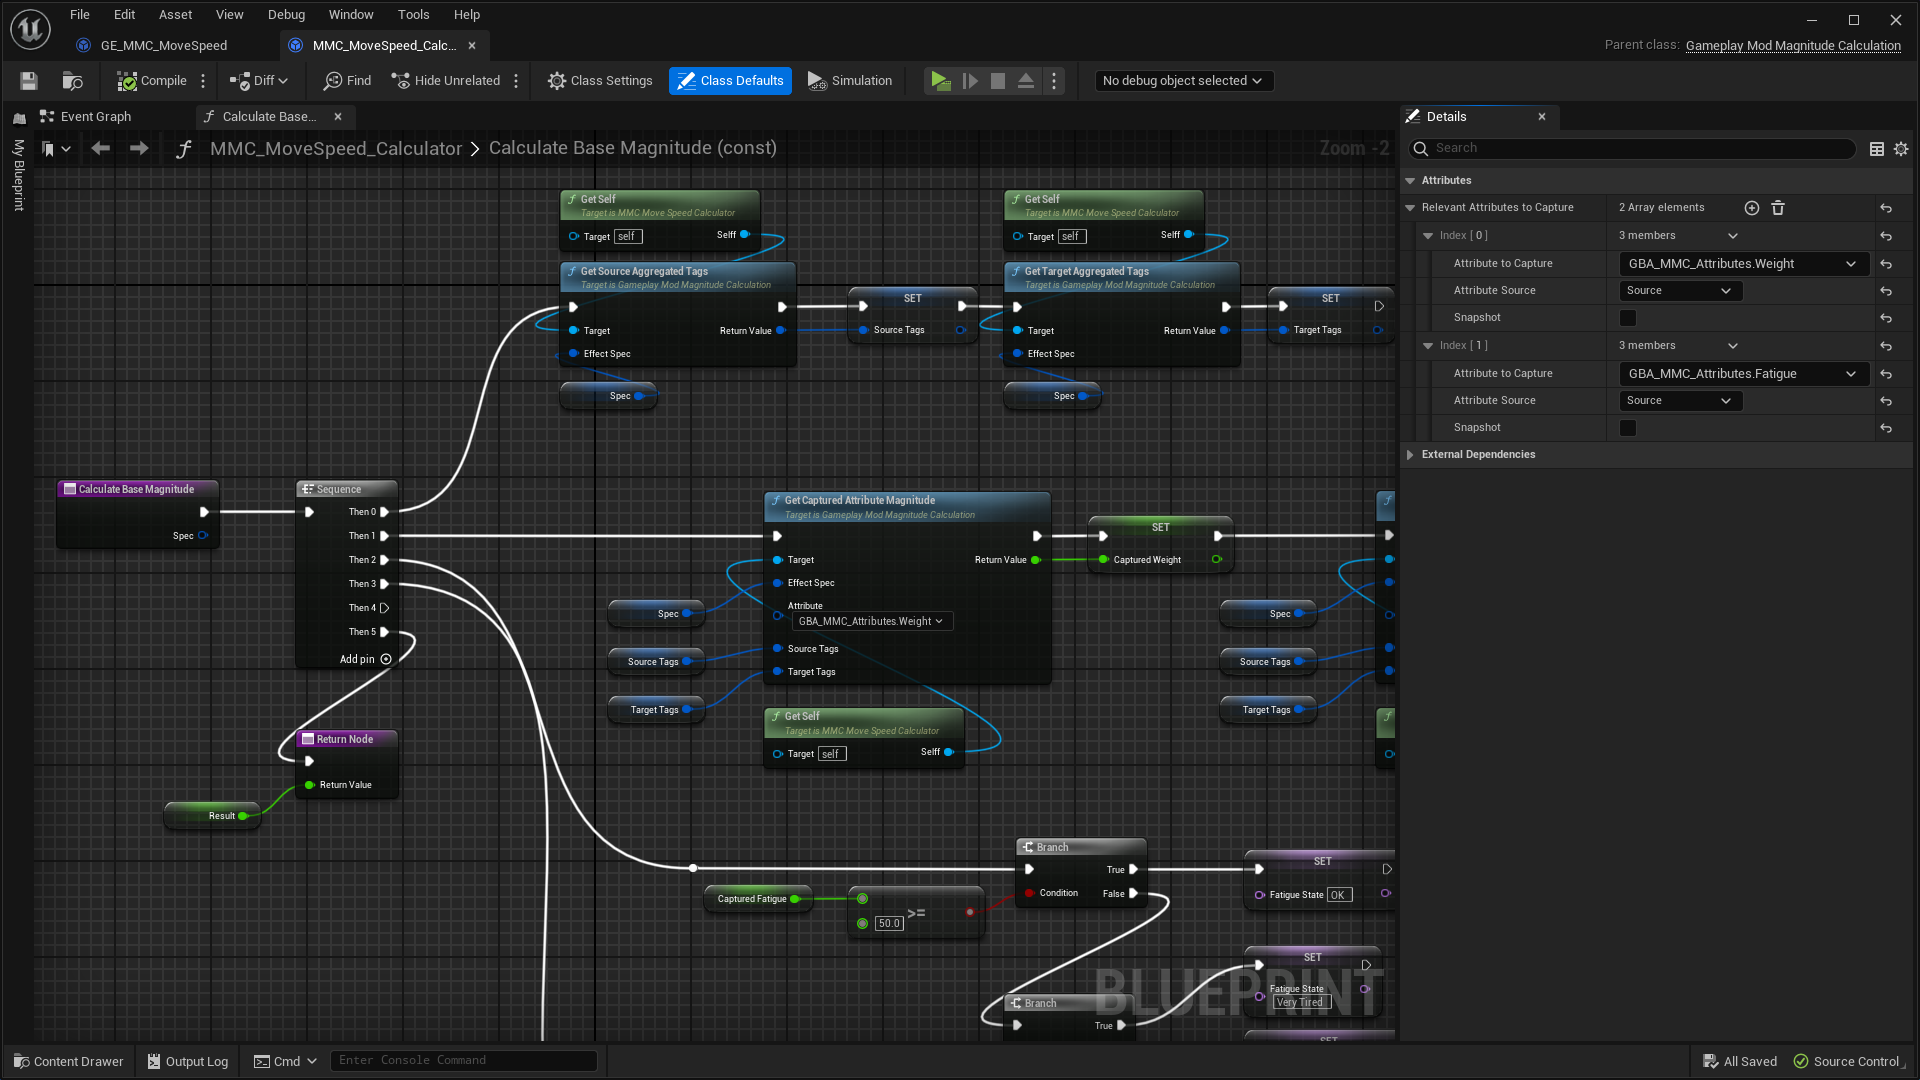 File Edit Asset View Debug Window Tools Help
GE_MMC_MoveSpeed
MMC_MoveSpeed_Calc...
Parent class: Gameplay Mod Magnitude Calculation
Compile
Diff
Find
Hide Unrelated
Class Settings
Class Defaults
Simulation
No debug object selected
My Blueprint
Event Graph
Calculate Base...
MMC_MoveSpeed_Calculator > Calculate Base Magnitude (const)
Zoom -2
Get Self
Target is MMC Move Speed Calculator
Target self Selff
Get Source Aggregated Tags
Target is Gameplay Mod Magnitude Calculation
Target Return Value
Effect Spec
Spec
SET
Source Tags
Get Self
Target is MMC Move Speed Calculator
Target self Selff
Get Target Aggregated Tags
Target is Gameplay Mod Magnitude Calculation
Target Return Value
Effect Spec
Spec
SET
Target Tags
Calculate Base Magnitude
Spec
Sequence
Then 0
Then 1
Then 2
Then 3
Then 4
Then 5
Add pin
Return Node
Return Value
Result
Get Captured Attribute Magnitude
Target is Gameplay Mod Magnitude Calculation
Target Return Value
Effect Spec
Attribute
GBA_MMC_Attributes.Weight
Source Tags
Target Tags
Spec
Source Tags
Target Tags
Get Self
Target is MMC Move Speed Calculator
Target self Selff
SET
Captured Weight
Spec
Source Tags
Target Tags
Captured Fatigue
50.0 >=
Branch
True
Condition False
SET
Fatigue State OK
SET
Fatigue State
Very Tired
Branch
True
SET
BLUEPRINT
Details
Search
Attributes
Relevant Attributes to Capture 2 Array elements
Index [ 0 ] 3 members
Attribute to Capture GBA_MMC_Attributes.Weight
Attribute Source Source
Snapshot
Index [ 1 ] 3 members
Attribute to Capture GBA_MMC_Attributes.Fatigue
Attribute Source Source
Snapshot
External Dependencies
Content Drawer
Output Log
Cmd
Enter Console Command
All Saved
Source Control